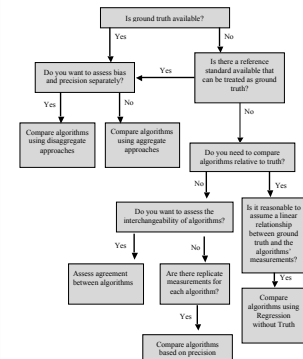 Is ground truth available?
Yes
No
Do you want to assess bias
and precision separately?
Yes
Is there a reference
standard available that
can be treated as ground
truth?
Yes
No
No
Compare algorithms
using disaggregate
approaches
Compare algorithms
using aggregate
approaches
Do you need to compare
algorithms relative to truth?
No
Yes
Do you want to assess the
interchangeability of algorithms?
Is it reasonable to
assume a linear
relationship
between ground
truth and the
algorithms'
measurements?
Yes
No
Yes
Assess agreement
between algorithms
Are there replicate
measurements for
each algorithm?
Compare
algorithms using
Regression
without Truth
Yes
Compare algorithms
based on precision